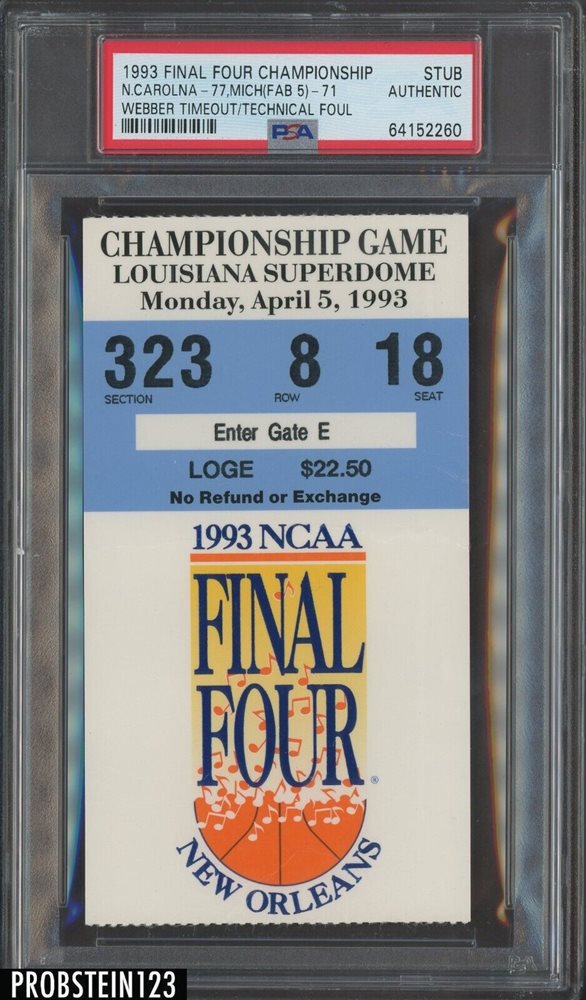 1993 FINAL FOUR CHAMPIONSHIP STUB
N.CAROLNA - 77,MICH(FAB 5) - 71 AUTHENTIC
WEBBER TIMEOUT/TECHNICAL FOUL
PSA 64152260
CHAMPIONSHIP GAME
LOUISIANA SUPERDOME
Monday, April 5, 1993
323 8 18
SECTION ROW SEAT
Enter Gate E
LOGE $22.50
No Refund or Exchange
1993 NCAA
FINAL
FOUR
®
NEW ORLEANS
PSA
PROBSTEIN123